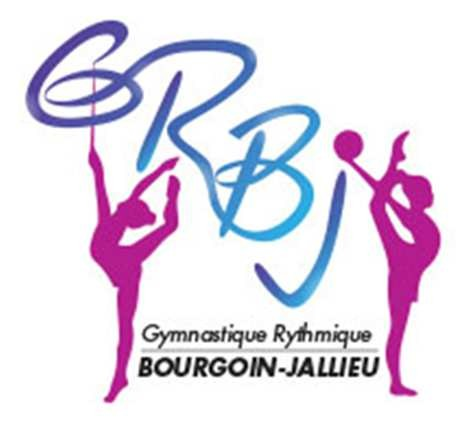 GRBJ
Gymnastique Rythmique
BOURGOIN-JALLIEU